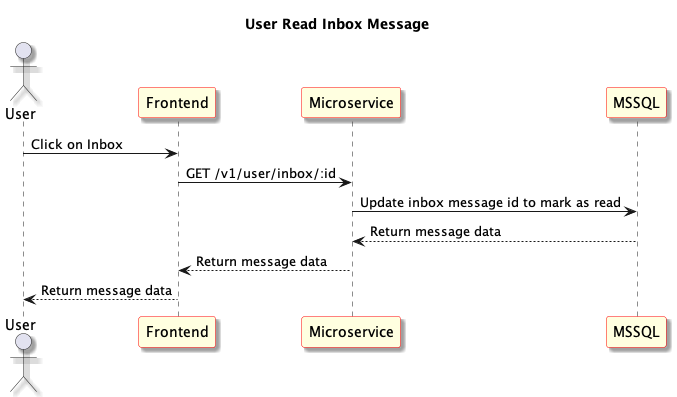 User Read Inbox Message
User
Frontend
Microservice
MSSQL
Click on Inbox
GET /v1/user/inbox/:id
Update inbox message id to mark as read
Return message data
Return message data
Return message data
User
Frontend
Microservice
MSSQL